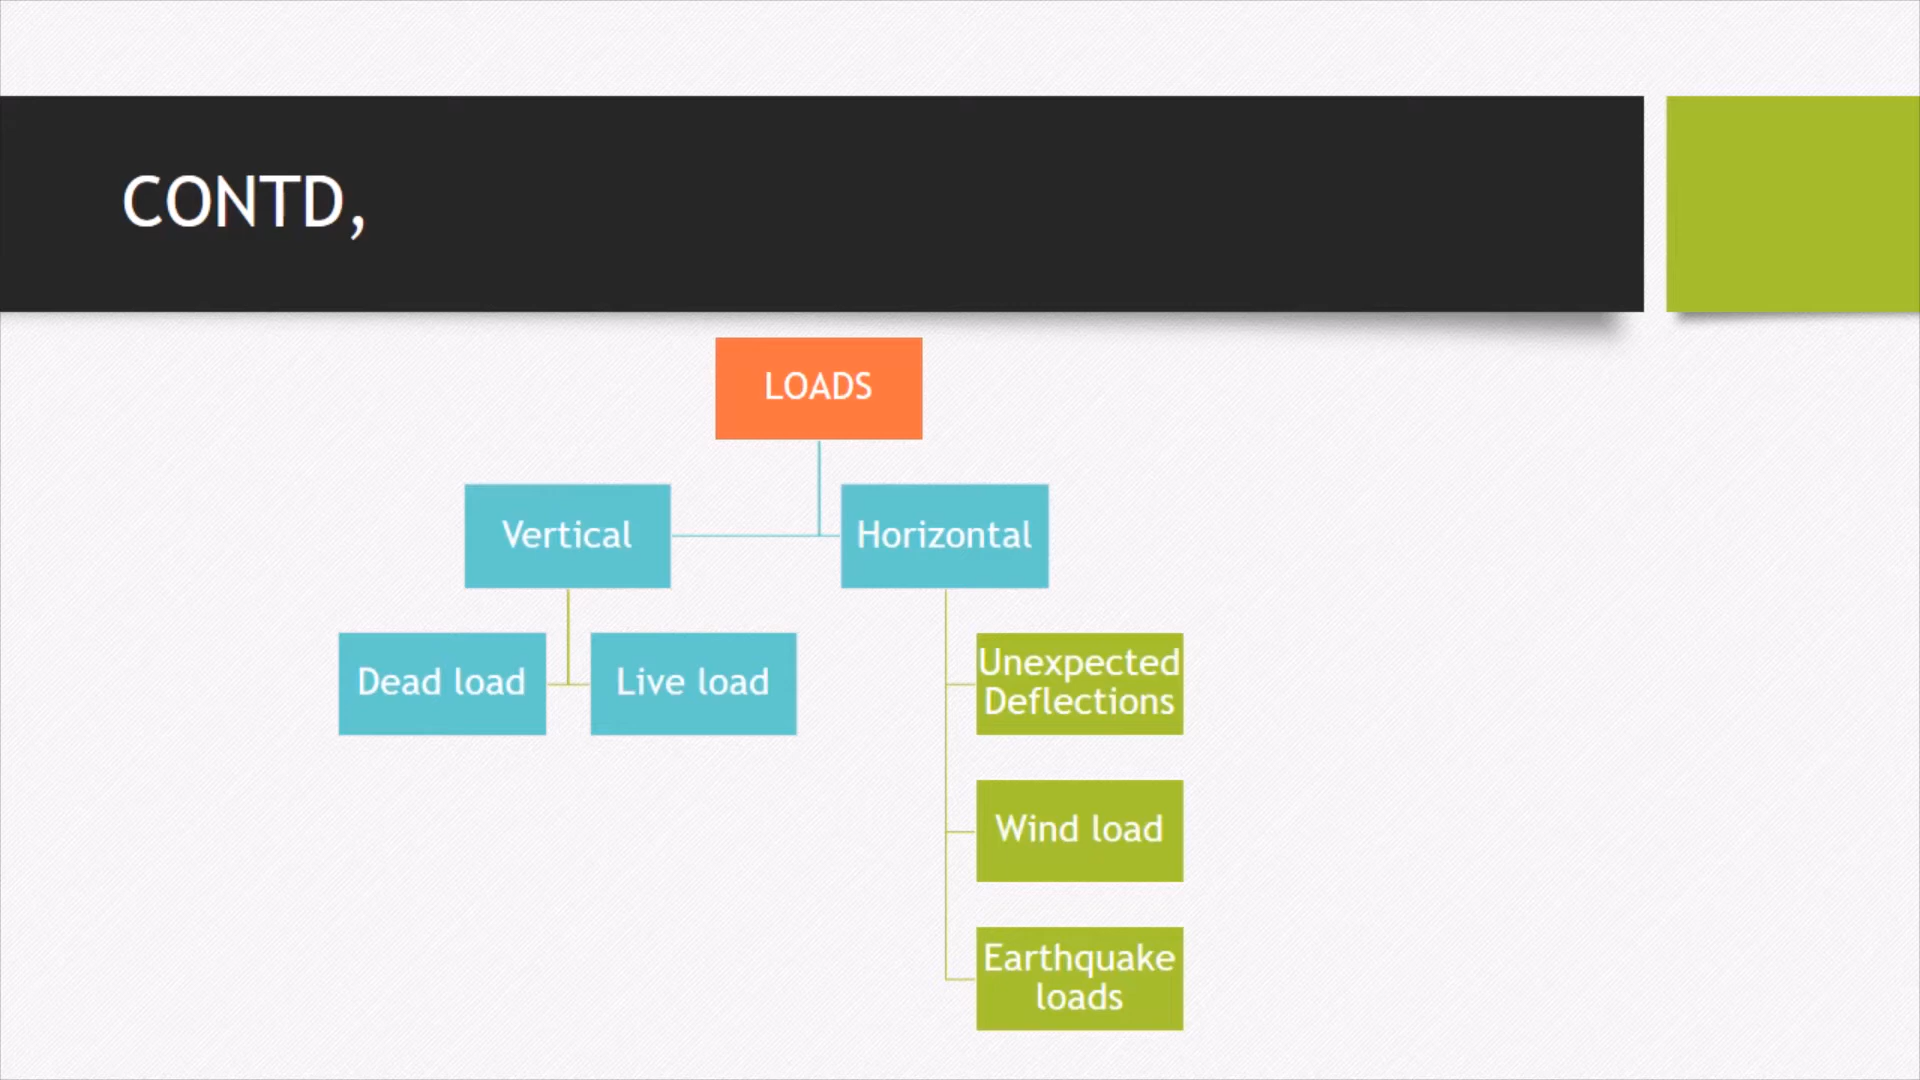 CONTD,
LOADS
Vertical
Horizontal
Dead load
Live load
Unexpected
Deflections
Wind load
Earthquake
loads